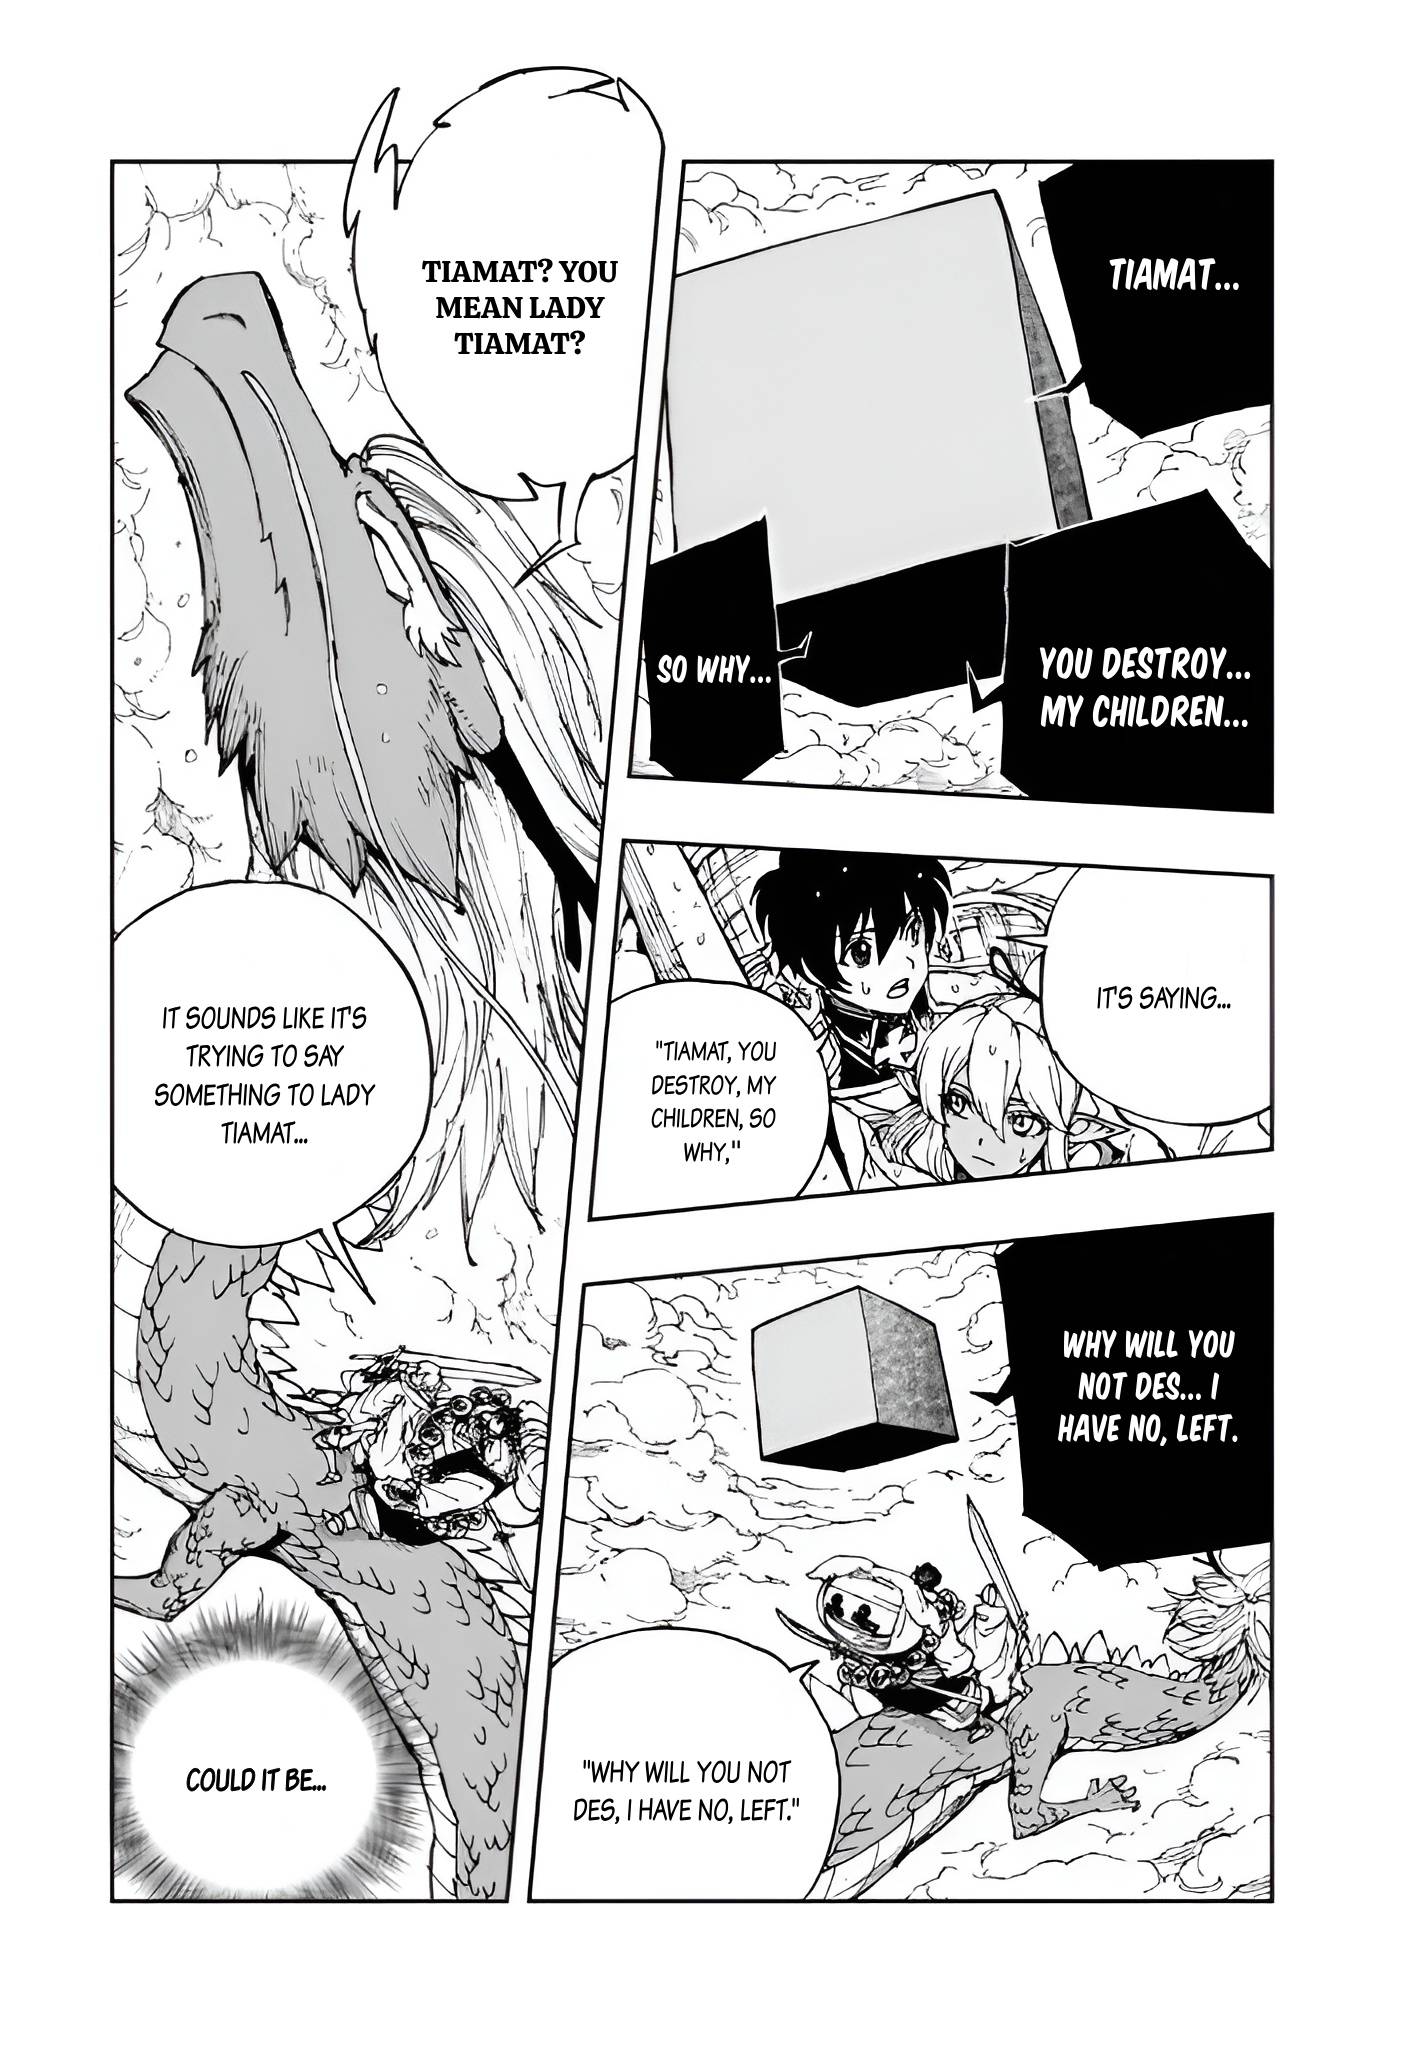 TIAMAT...
YOU DESTROY...
MY CHILDREN...
SO WHY...
IT'S SAYING...
"TIAMAT, YOU
DESTROY, MY
CHILDREN, SO
WHY,"
WHY WILL YOU
NOT DES... I
HAVE NO, LEFT.
"WHY WILL YOU NOT
DES, I HAVE NO, LEFT."
TIAMAT? YOU
MEAN LADY
TIAMAT?
IT SOUNDS LIKE IT'S
TRYING TO SAY
SOMETHING TO LADY
TIAMAT...
COULD IT BE...